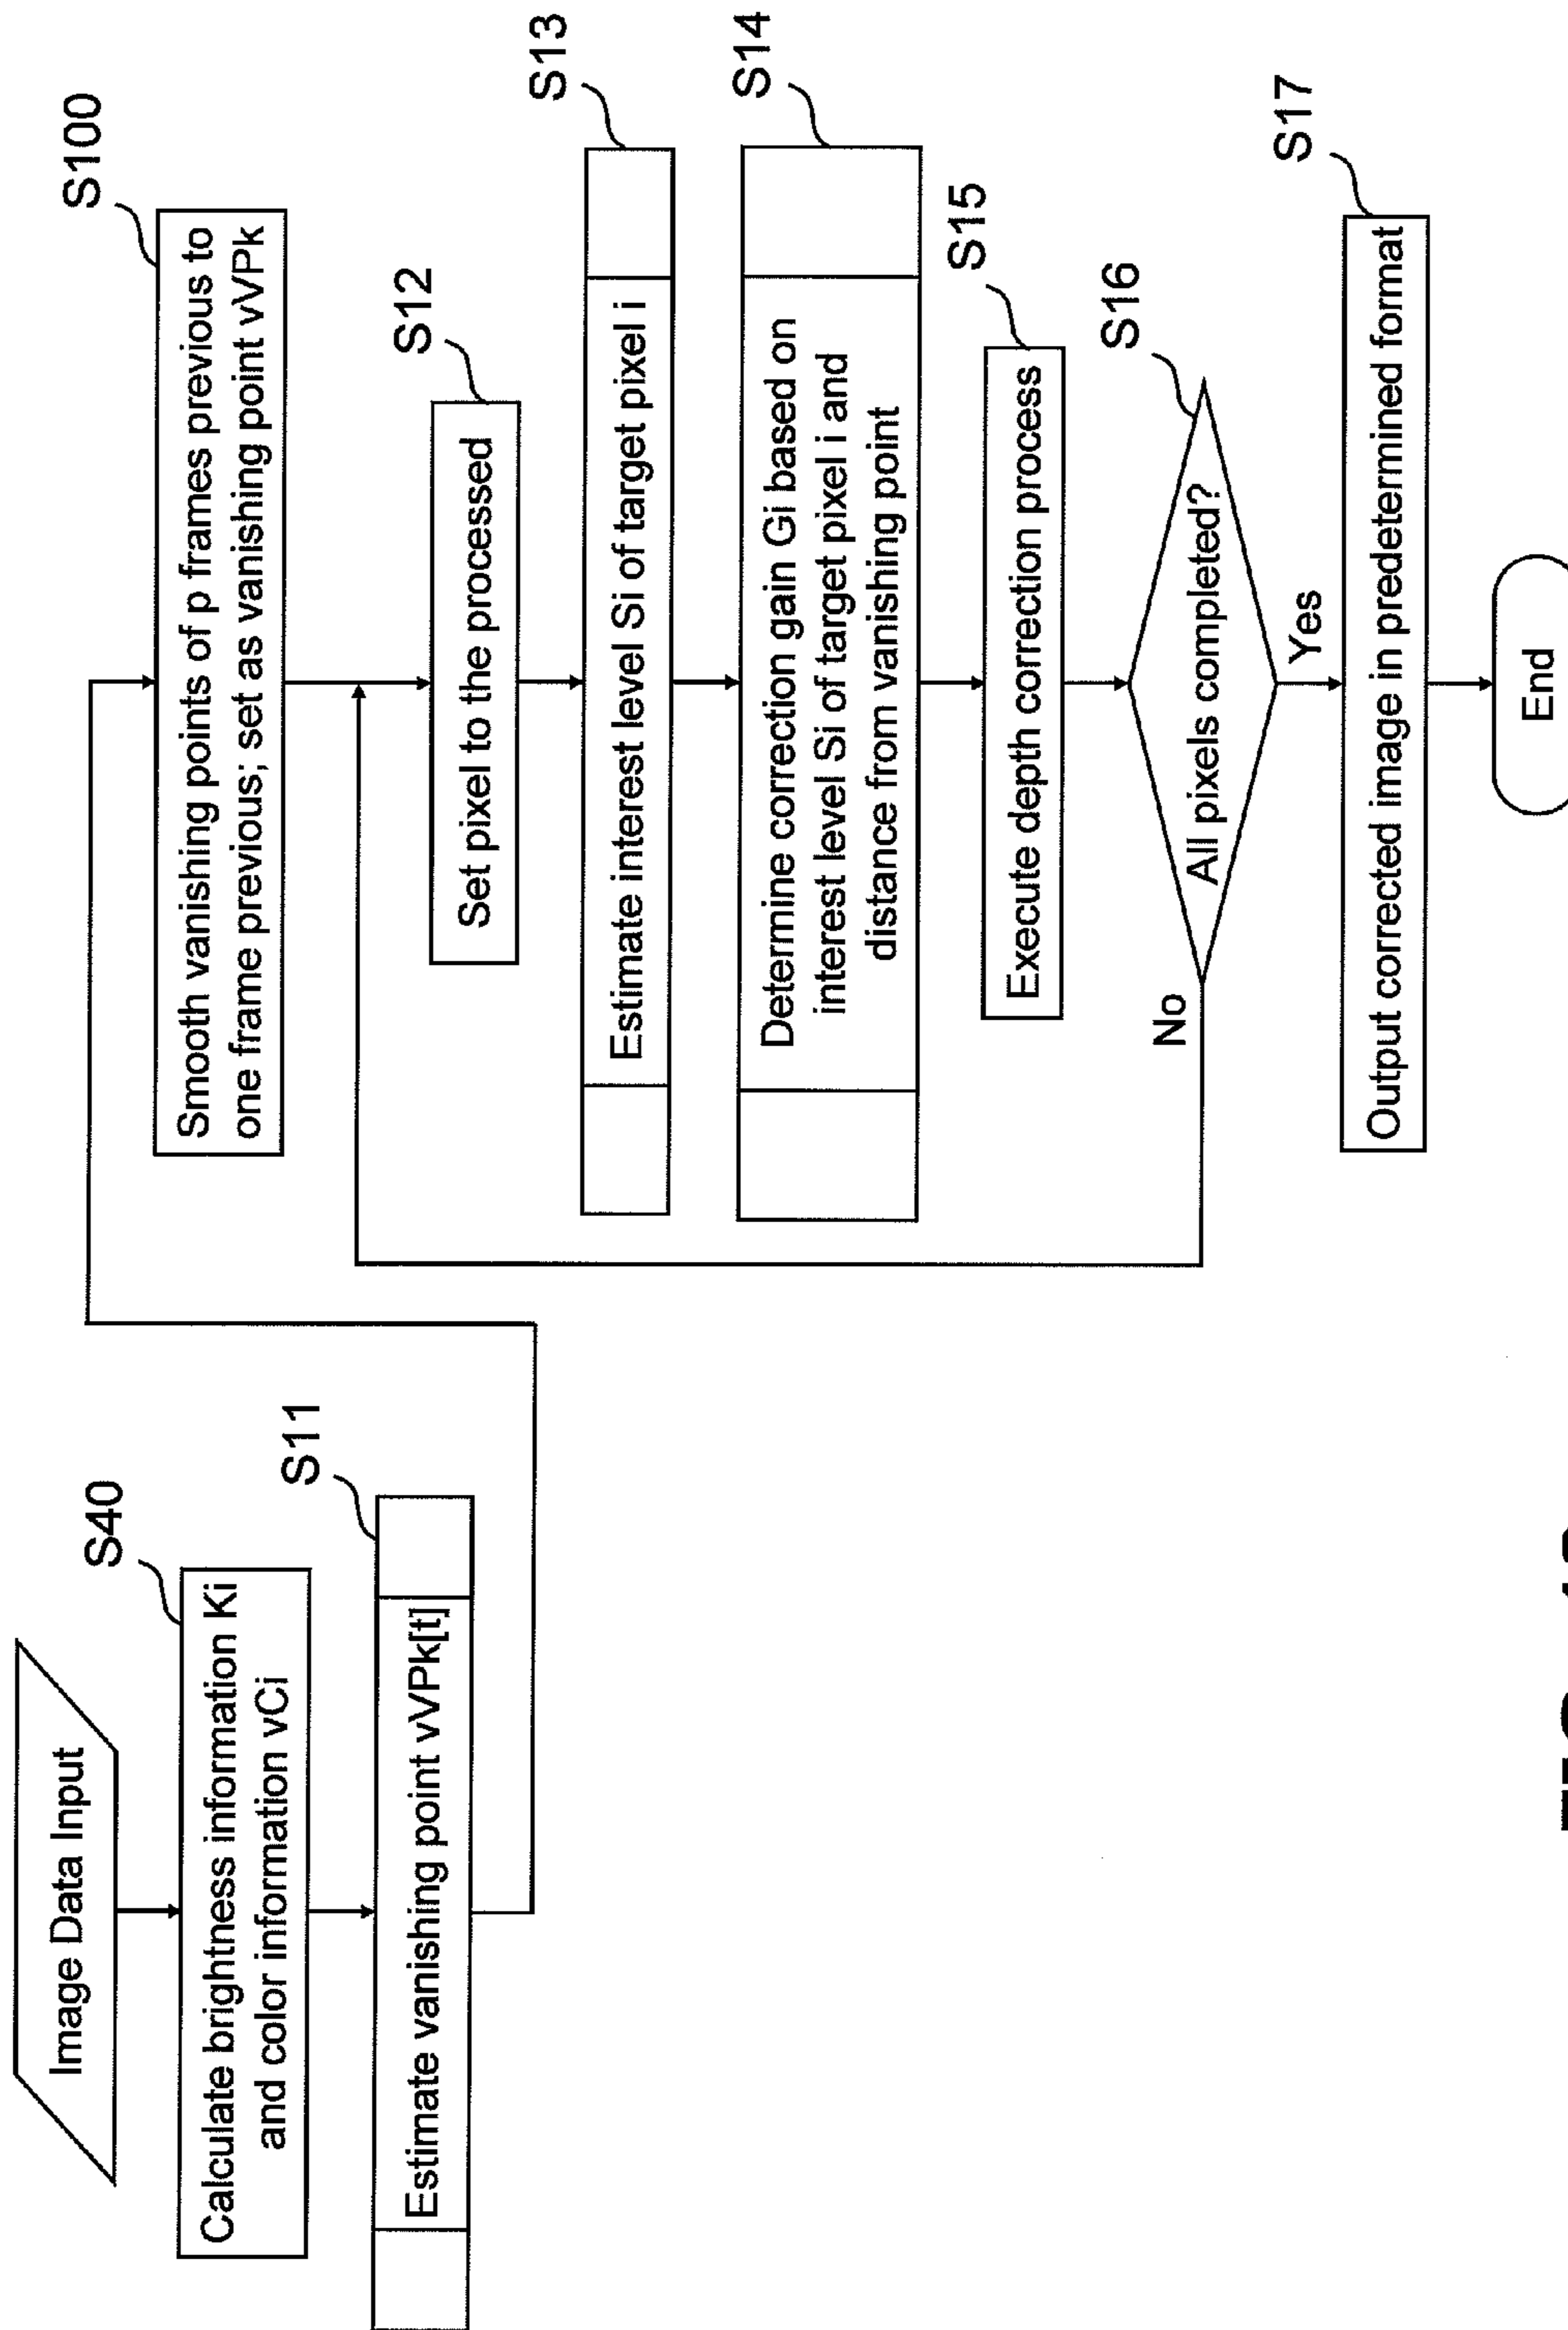 Image Data Input
S40
Calculate brightness information Ki
and color information vCi
S11
Estimate vanishing point vVPk[t]
S100
Smooth vanishing points of p frames previous to
one frame previous; set as vanishing point vVPk
S12
Set pixel to the processed
S13
Estimate interest level Si of target pixel i
S14
Determine correction gain Gi based on
interest level Si of target pixel i and
distance from vanishing point
S15
Execute depth correction process
S16
All pixels completed?
No
Yes
S17
Output corrected image in predetermined format
End